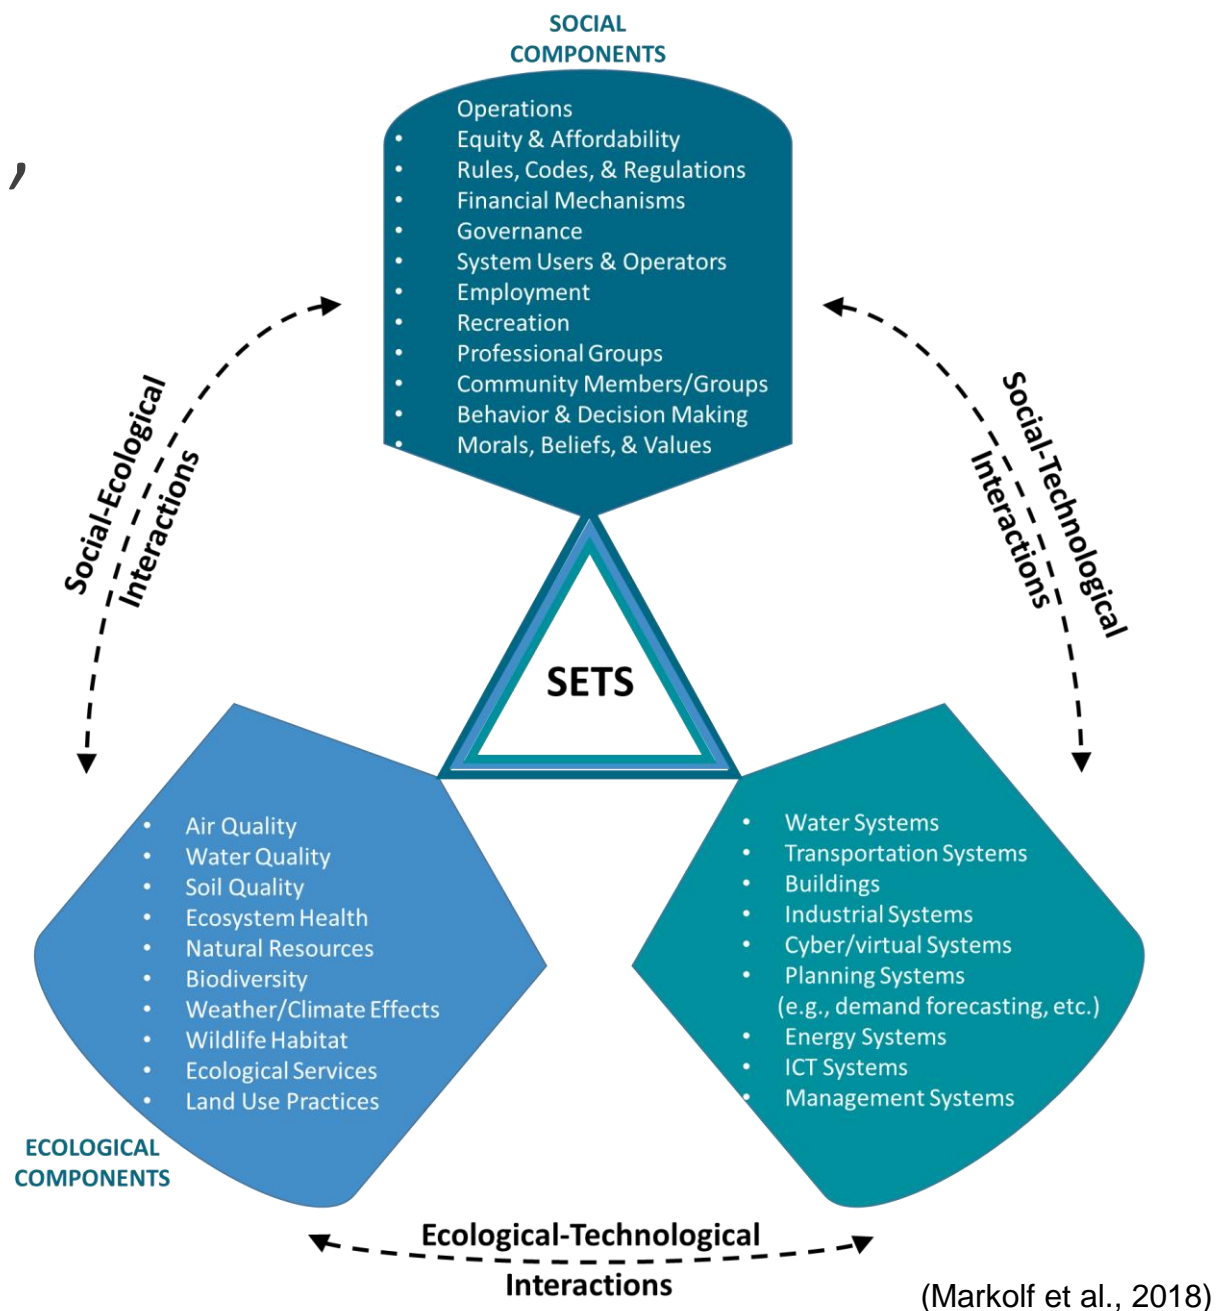 SOCIAL
COMPONENTS
,
Operations
• Equity & Affordability
• Rules, Codes, & Regulations
• Financial Mechanisms
• Governance
• System Users & Operators
• Employment
• Recreation
• Professional Groups
• Community Members/Groups
• Behavior & Decision Making
• Morals, Beliefs, & Values
Social-Ecological
Interactions
Social-Technological
Interactions
SETS
• Air Quality
• Water Quality
• Soil Quality
• Ecosystem Health
• Natural Resources
• Biodiversity
• Weather/Climate Effects
• Wildlife Habitat
• Ecological Services
• Land Use Practices
ECOLOGICAL
COMPONENTS
• Water Systems
• Transportation Systems
• Buildings
• Industrial Systems
• Cyber/virtual Systems
• Planning Systems
(e.g., demand forecasting, etc.)
• Energy Systems
• ICT Systems
• Management Systems
Ecological-Technological
Interactions
(Markolf et al., 2018)